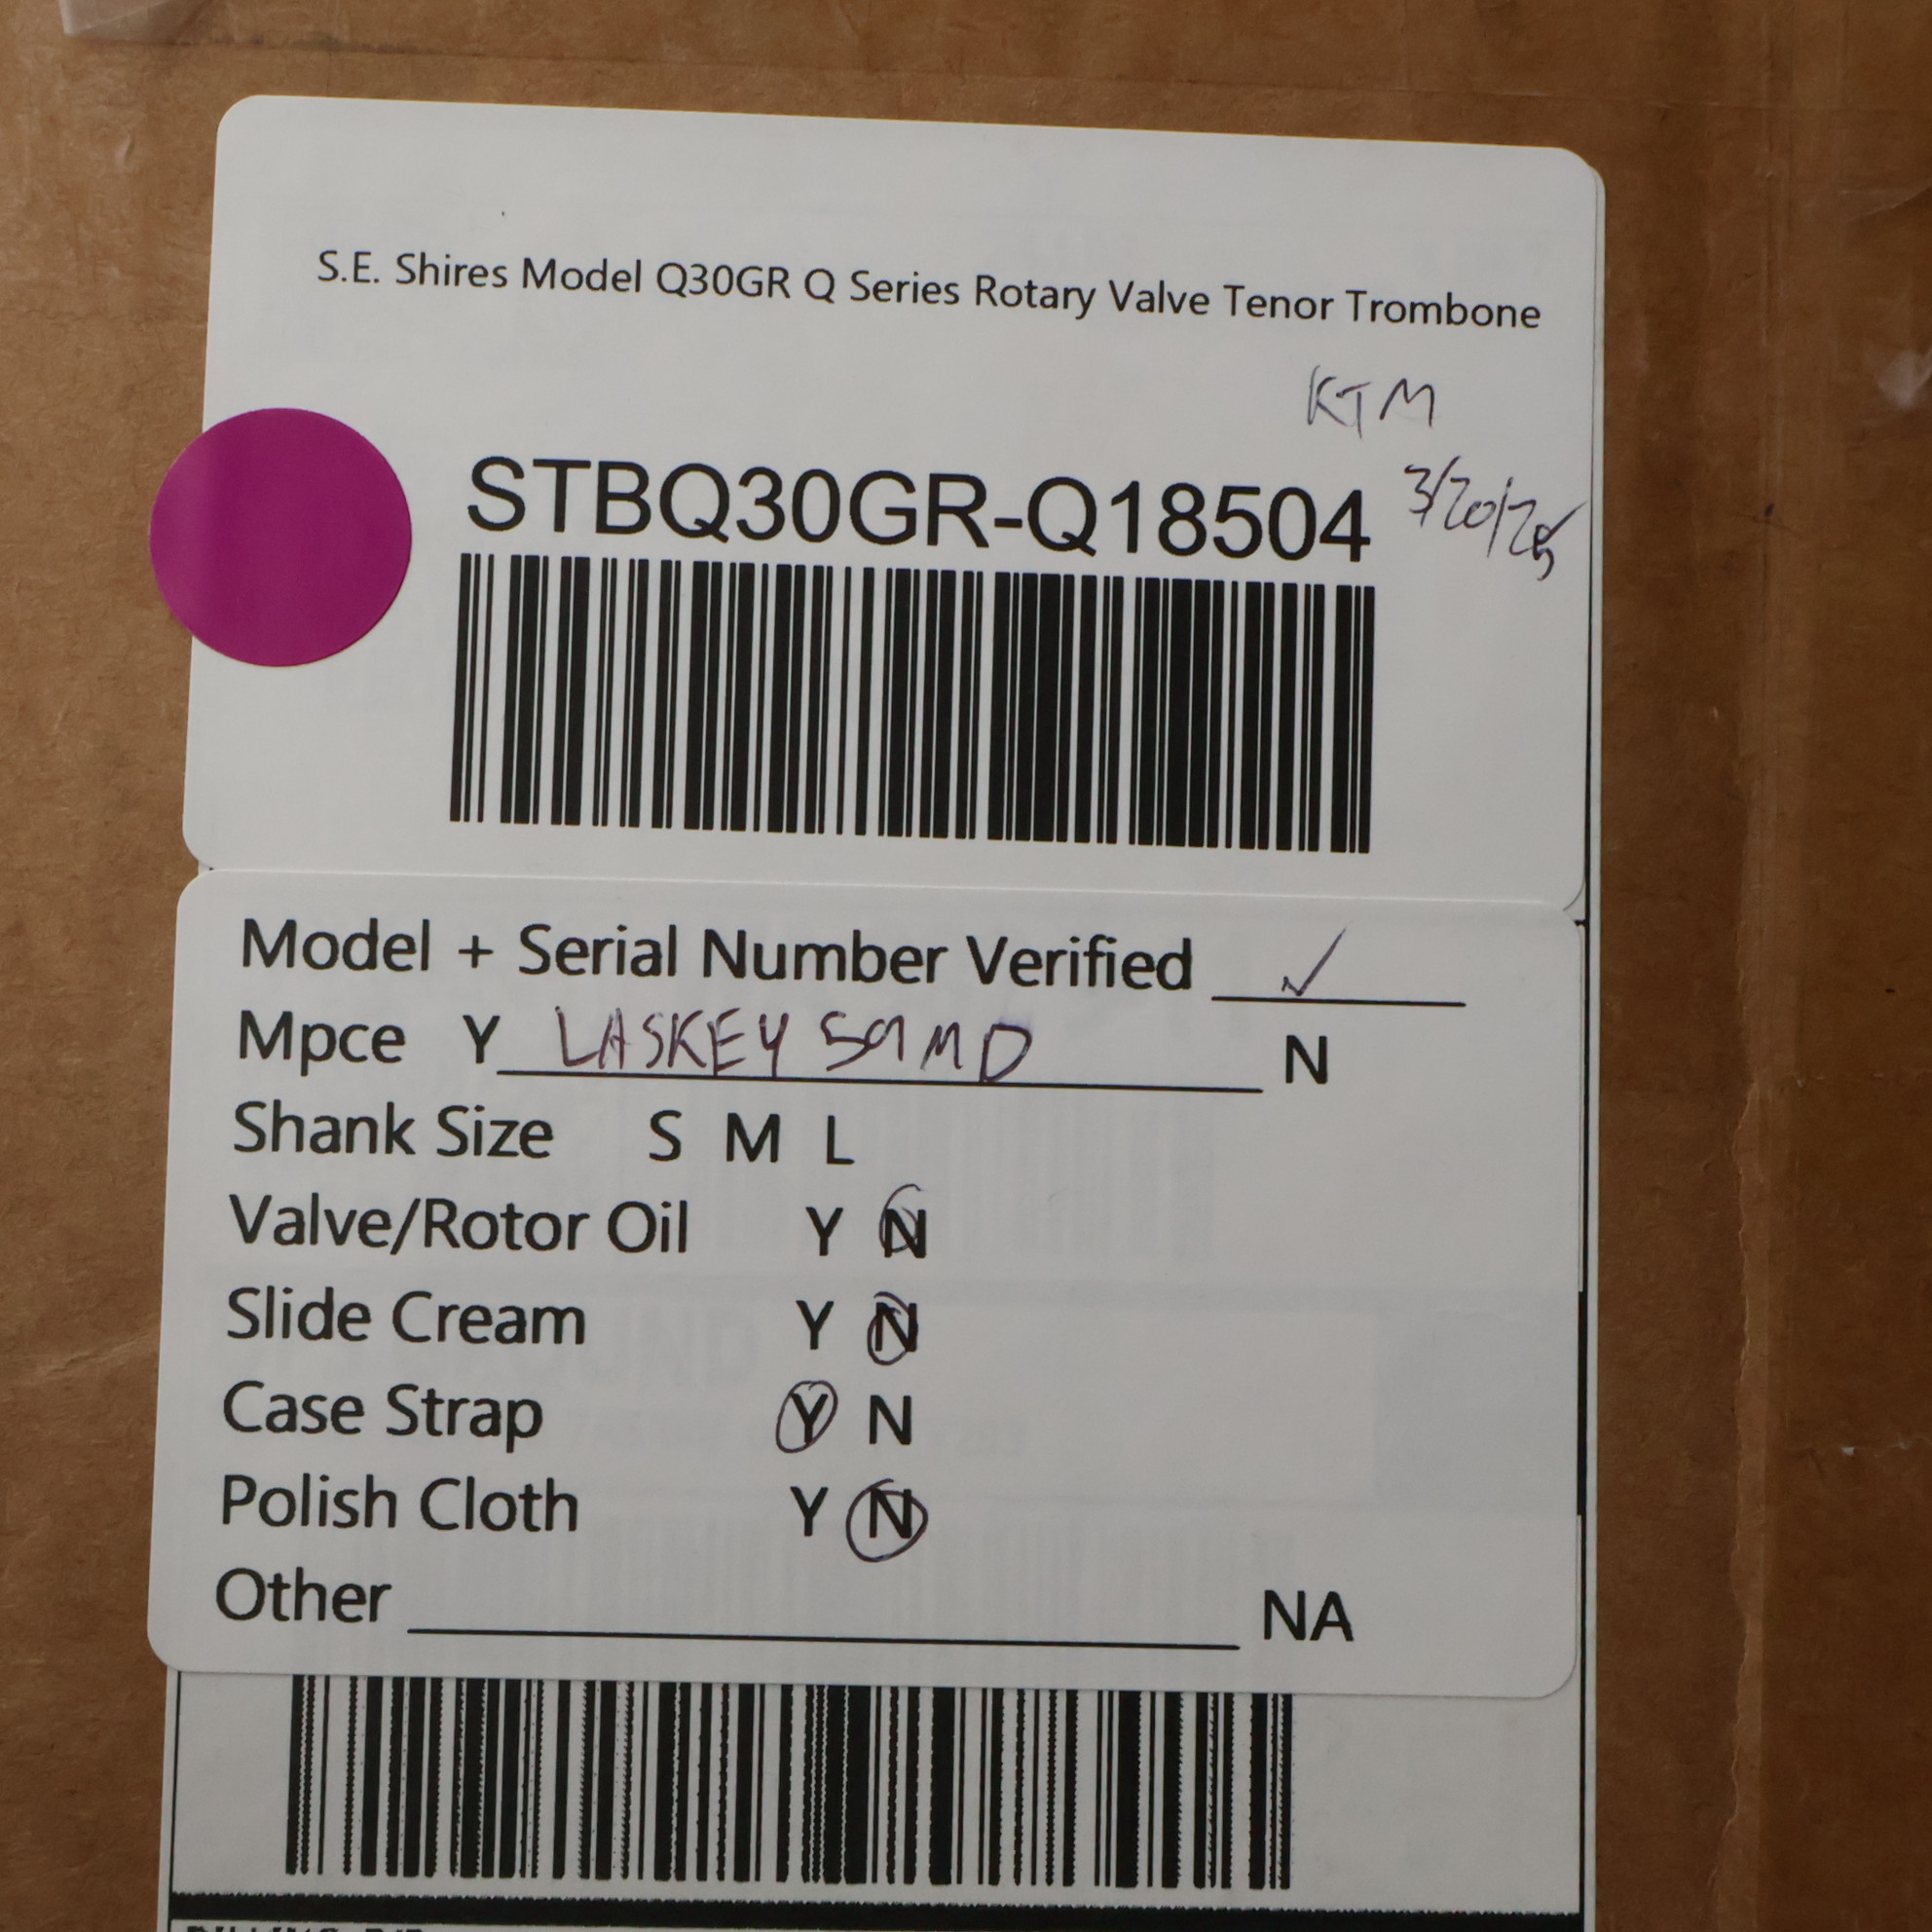 S.E. Shires Model Q30GR Q Series Rotary Valve Tenor Trombone
KTM
STBQ30GR-Q18504 3/20/25
Model + Serial Number Verified ✓
Mpce Y LASKEY 59MD N
Shank Size S M L
Valve/Rotor Oil Y N
Slide Cream Y N
Case Strap Y N
Polish Cloth Y N
Other NA